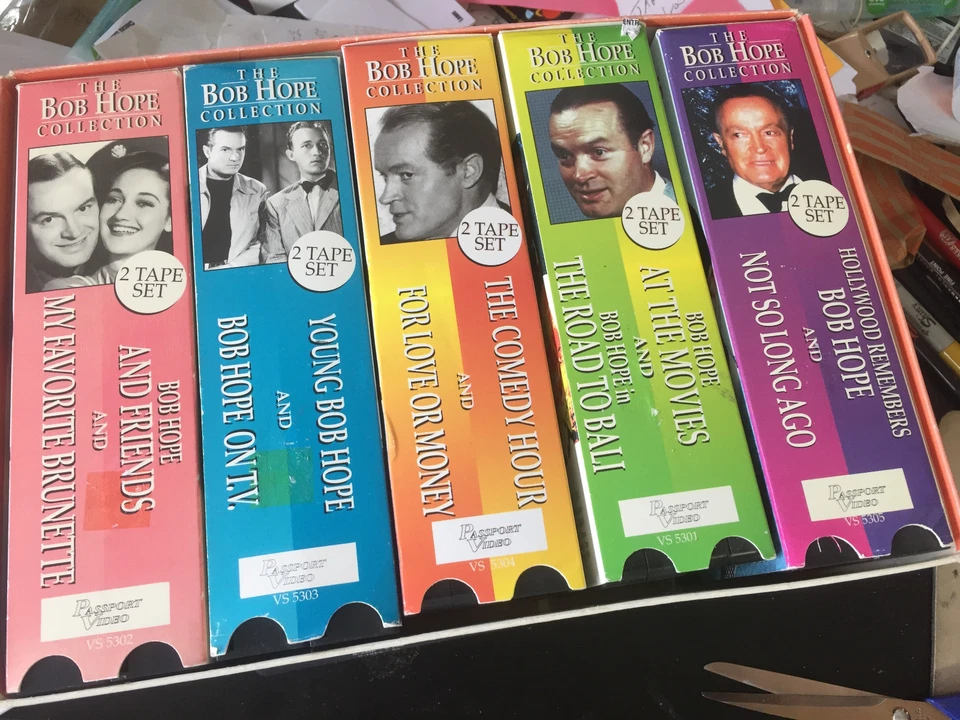 THE
BOB HOPE
COLLECTION
2 TAPE
SET
BOB HOPE
AND FRIENDS
AND
MY FAVORITE BRUNETTE
PASSPORT
VIDEO
VS 5302
THE
BOB HOPE
COLLECTION
2 TAPE
SET
YOUNG BOB HOPE
AND
BOB HOPE ON T.V.
PASSPORT
VIDEO
VS 5303
THE
BOB HOPE
COLLECTION
2 TAPE
SET
THE COMEDY HOUR
AND
FOR LOVE OR MONEY
PASSPORT
VIDEO
VS 5304
THE
BOB HOPE
COLLECTION
2 TAPE
SET
BOB HOPE
AT THE MOVIES
AND
BOB HOPE in
THE ROAD TO BALI
PASSPORT
VIDEO
VS 5301
THE
BOB HOPE
COLLECTION
2 TAPE
SET
HOLLYWOOD REMEMBERS
BOB HOPE
AND
NOT SO LONG AGO
PASSPORT
VIDEO
VS 5305